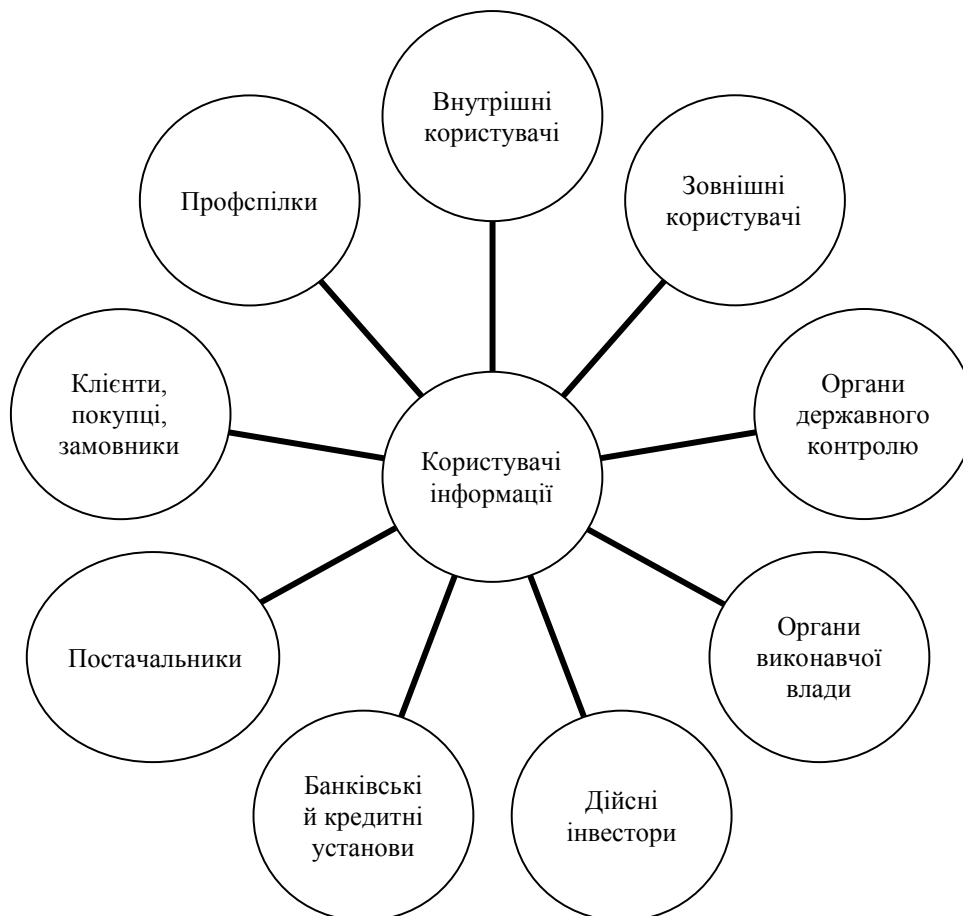 Внутрішні
користувачі
Зовнішні
користувачі
Органи
державного
контролю
Органи
виконавчої
влади
Дійсні
інвестори
Банківські
й кредитні
установи
Постачальники
Клієнти,
покупці,
замовники
Профспілки
Користувачі
інформації